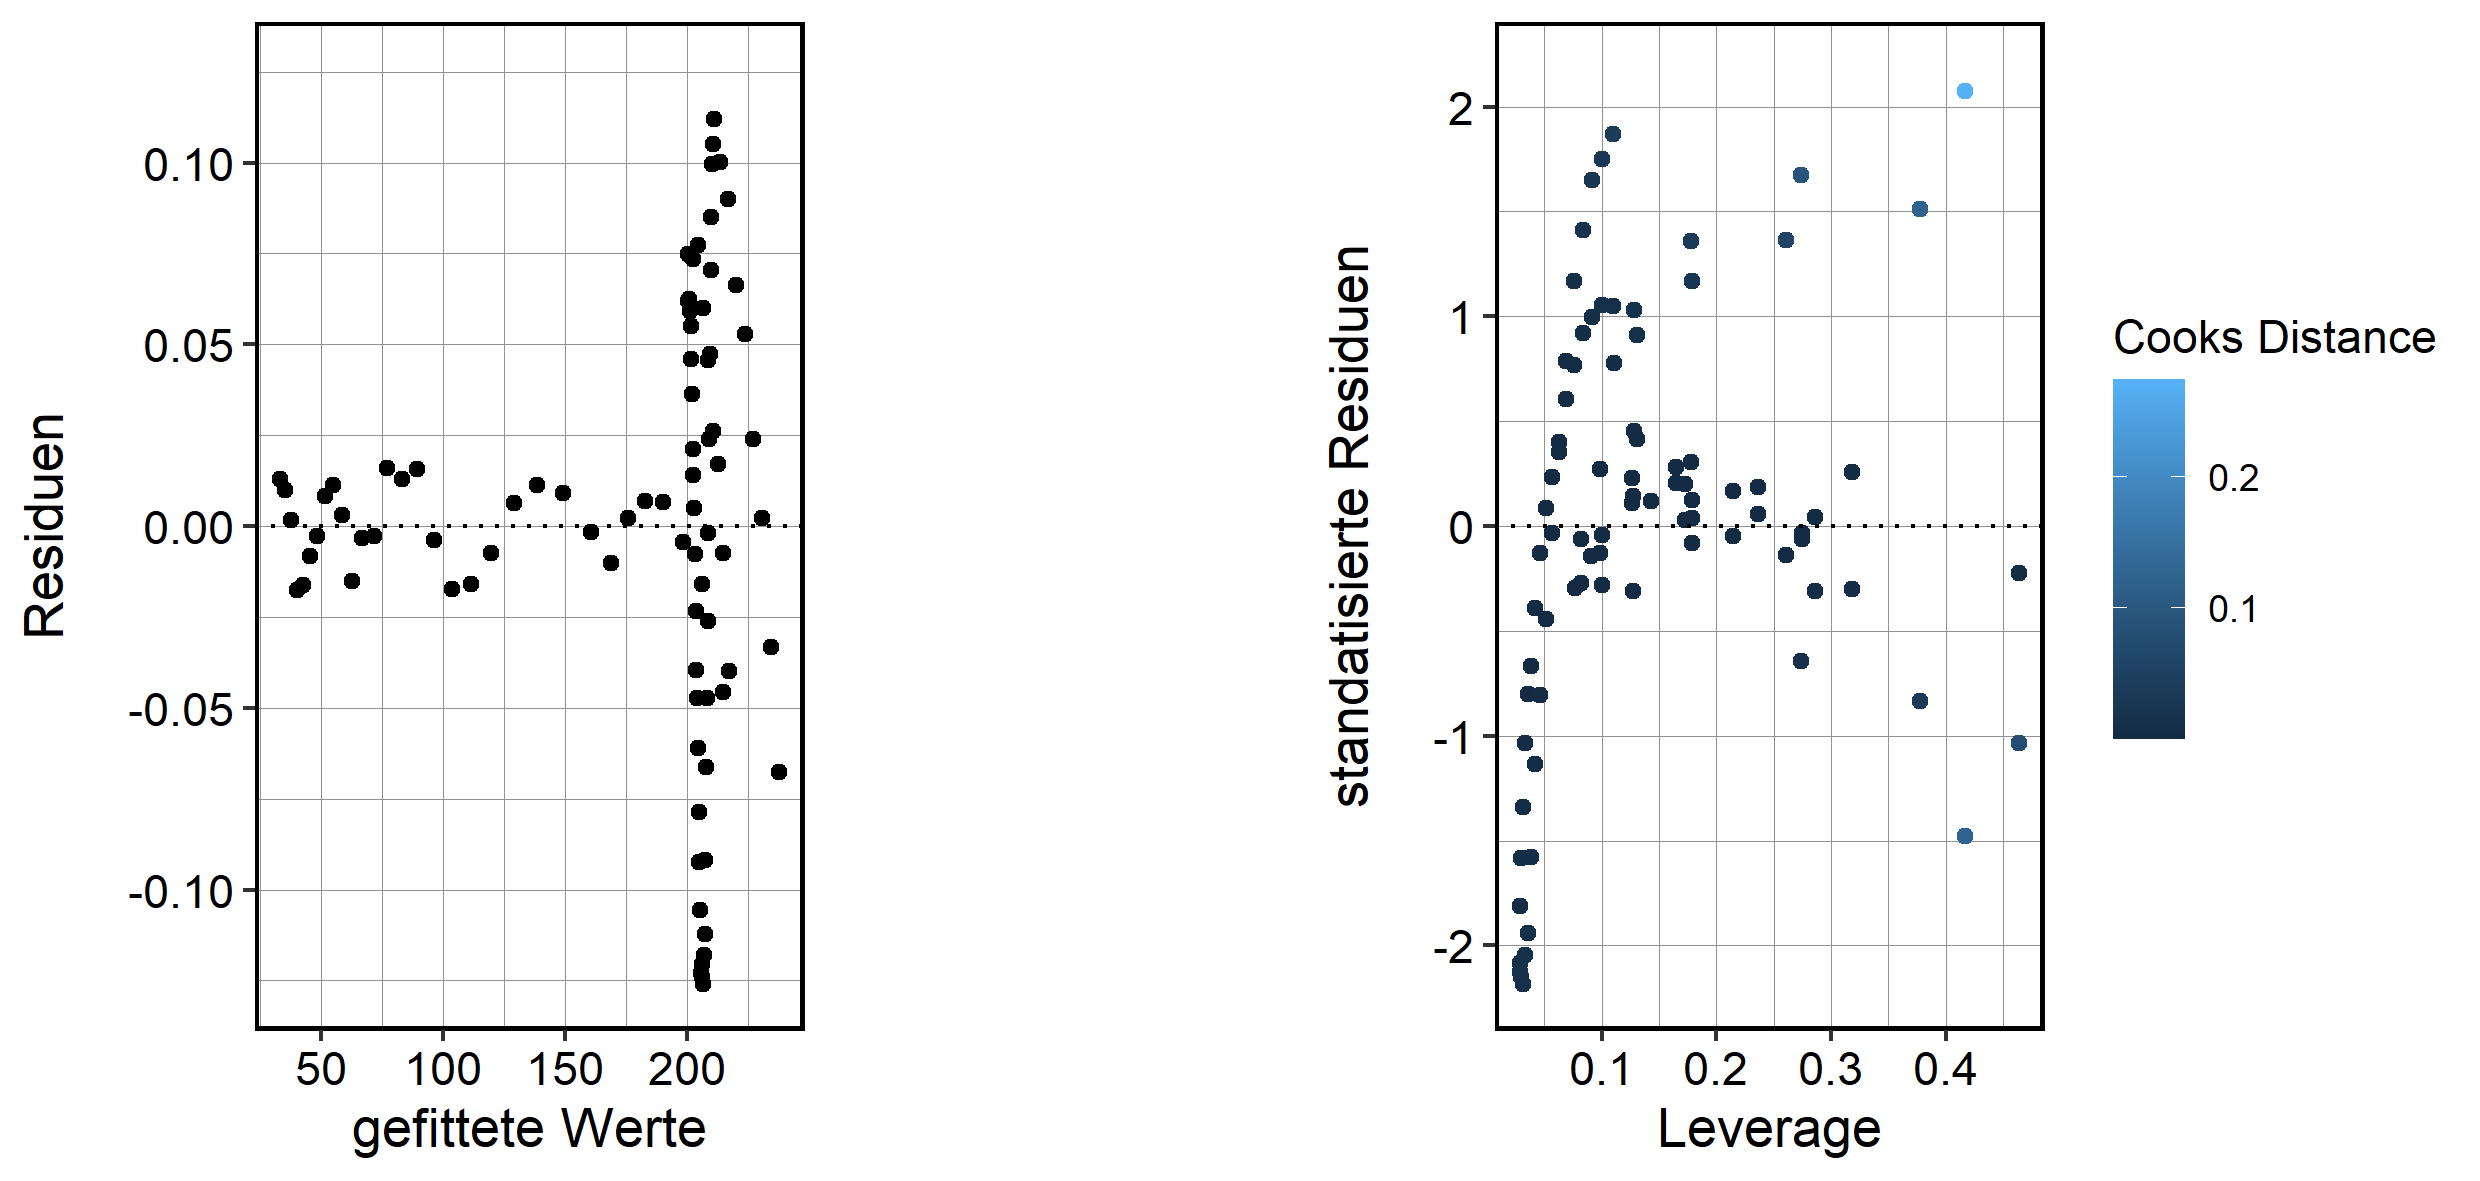 Residuen
0.10
0.05
0.00
-0.05
-0.10
50 100 150 200
gefittete Werte
standatisierte Residuen
2
1
0
-1
-2
0.1 0.2 0.3 0.4
Leverage
Cooks Distance
0.2
0.1